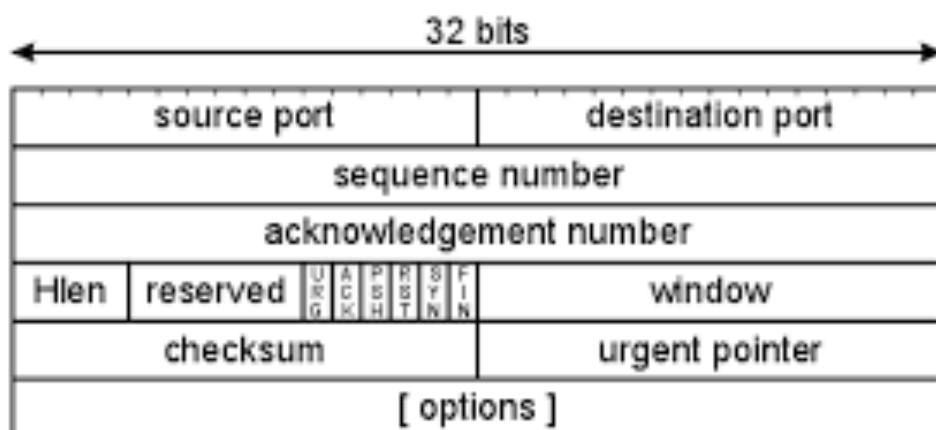 32 bits
source port destination port
sequence number
acknowledgement number
Hlen reserved URG ACK PSH RST SYN FIN window
checksum urgent pointer
[ options ]